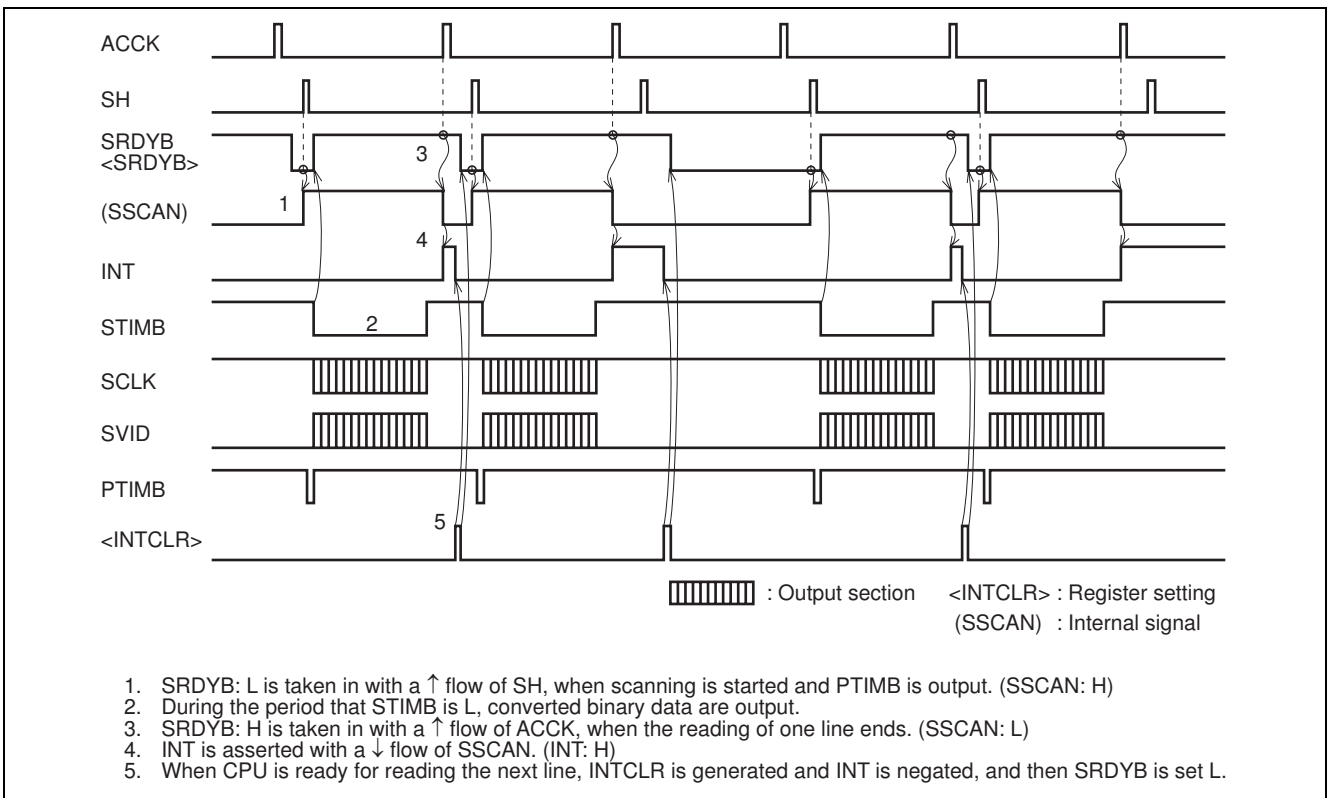 ACCK
SH
SRDYB
<SRDYB>
3
1
(SSCAN)
4
INT
STIMB
2
SCLK
SVID
PTIMB
5
<INTCLR>
: Output section <INTCLR> : Register setting
(SSCAN) : Internal signal
1. SRDYB: L is taken in with a ↑ flow of SH, when scanning is started and PTIMB is output. (SSCAN: H)
2. During the period that STIMB is L, converted binary data are output.
3. SRDYB: H is taken in with a ↑ flow of ACCK, when the reading of one line ends. (SSCAN: L)
4. INT is asserted with a ↓ flow of SSCAN. (INT: H)
5. When CPU is ready for reading the next line, INTCLR is generated and INT is negated, and then SRDYB is set L.